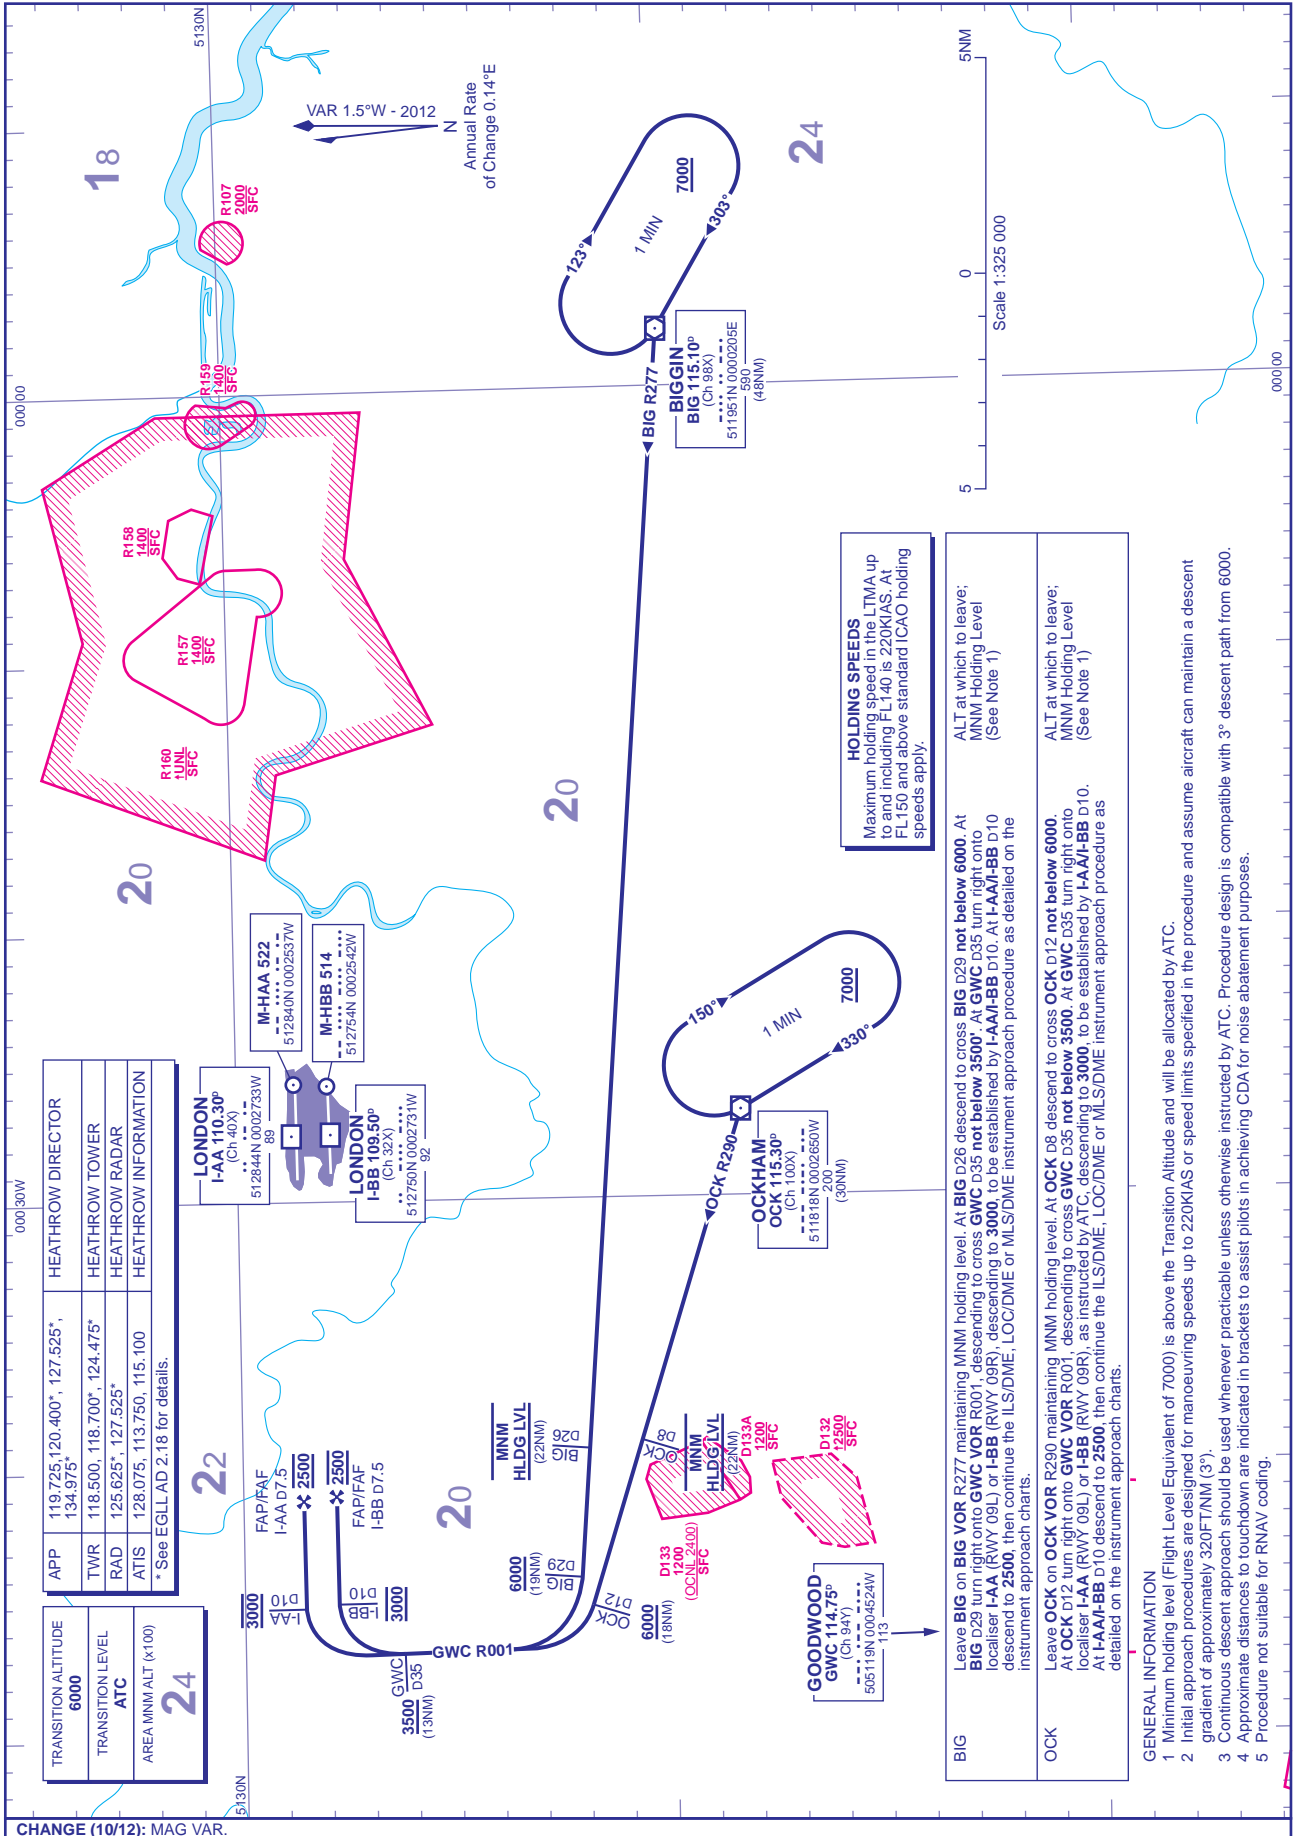 TRANSITION ALTITUDE
6000
TRANSITION LEVEL
ATC
AREA MNM ALT (x100)
24
APP 119.725,120.400*, 127.525*, 134.975* HEATHROW DIRECTOR
TWR 118.500, 118.700*, 124.475* HEATHROW TOWER
RAD 125.625*, 127.525* HEATHROW RADAR
ATIS 128.075, 113.750, 115.100 HEATHROW INFORMATION
* See EGLL AD 2.18 for details.
000 30W
000 00
5130N
5130N
000 00
22
20
20
20
18
24
LONDON
I-AA 110.30D
(Ch 40X)
512844N 0002733W
89
M-HAA 522
512840N 0002537W
M-HBB 514
512754N 0002542W
LONDON
I-BB 109.50D
(Ch 32X)
512750N 0002731W
92
R160
†UNL
SFC
R157
1400
SFC
R158
1400
SFC
R159
1400
SFC
R107
2000
SFC
VAR 1.5°W - 2012
N
Annual Rate
of Change 0.14°E
FAP/FAF
I-AA D7.5
2500
2500
FAP/FAF
I-BB D7.5
3000
I-AA D10
I-BB D10
3000
3500
(13NM)
GWC D35
GWC R001
6000
(19NM)
BIG D29
MNM
HLDG LVL
(22NM)
BIG D26
OCK D12
6000
(18NM)
OCK D8
MNM
HLDG LVL
(22NM)
D133
1200
(OCNL 2400)
SFC
D133A
1200
SFC
D132
†2500
SFC
GOODWOOD
GWC 114.75D
(Ch 94Y)
505119N 0004524W
113
OCK R290
OCKHAM
OCK 115.30D
(Ch 100X)
511818N 0002650W
200
(30NM)
150°
1 MIN
330°
7000
BIG R277
BIGGIN
BIG 115.10D
(Ch 98X)
511951N 0000205E
590
(48NM)
123°
1 MIN
303°
7000
HOLDING SPEEDS
Maximum holding speed in the LTMA up
to and including FL140 is 220KIAS. At
FL150 and above standard ICAO holding
speeds apply.
5 0 5NM
Scale 1:325 000
BIG
Leave BIG on BIG VOR R277 maintaining MNM holding level. At BIG D26 descend to cross BIG D29 not below 6000. At
BIG D29 turn right onto GWC VOR R001, descending to cross GWC D35 not below 3500'. At GWC D35 turn right onto
localiser I-AA (RWY 09L) or I-BB (RWY 09R), descending to 3000, to be established by I-AA/I-BB D10. At I-AA/I-BB D10
descend to 2500, then continue the ILS/DME, LOC/DME or MLS/DME instrument approach procedure as detailed on the
instrument approach charts.
ALT at which to leave;
MNM Holding Level
(See Note 1)
OCK
Leave OCK on OCK VOR R290 maintaining MNM holding level. At OCK D8 descend to cross OCK D12 not below 6000.
At OCK D12 turn right onto GWC VOR R001, descending to cross GWC D35 not below 3500. At GWC D35 turn right onto
localiser I-AA (RWY 09L) or I-BB (RWY 09R), as instructed by ATC, descending to 3000, to be established by I-AA/I-BB D10.
At I-AA/I-BB D10 descend to 2500, then continue the ILS/DME, LOC/DME or MLS/DME instrument approach procedure as
detailed on the instrument approach charts.
ALT at which to leave;
MNM Holding Level
(See Note 1)
GENERAL INFORMATION
1 Minimum holding level (Flight Level Equivalent of 7000) is above the Transition Altitude and will be allocated by ATC.
2 Initial approach procedures are designed for manoeuvring speeds up to 220KIAS or speed limits specified in the procedure and assume aircraft can maintain a descent
gradient of approximately 320FT/NM (3°).
3 Continuous descent approach should be used whenever practicable unless otherwise instructed by ATC. Procedure design is compatible with 3° descent path from 6000.
4 Approximate distances to touchdown are indicated in brackets to assist pilots in achieving CDA for noise abatement purposes.
5 Procedure not suitable for RNAV coding.
CHANGE (10/12): MAG VAR.